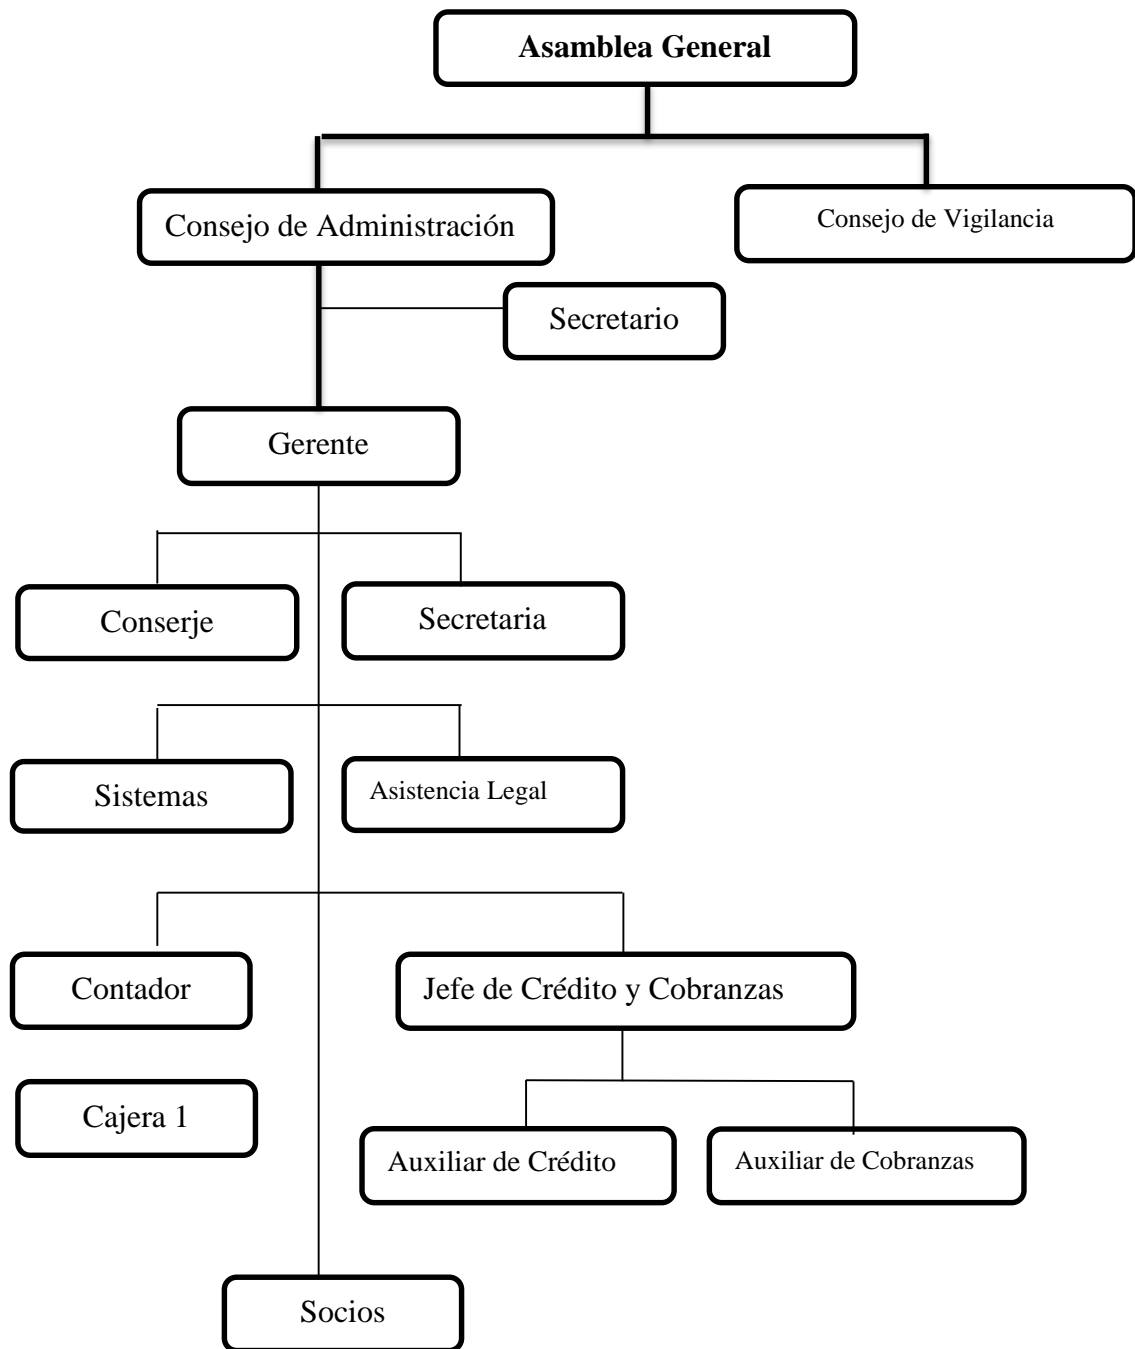 Asamblea General
Consejo de Administración
Consejo de Vigilancia
Secretario
Gerente
Conserje
Secretaria
Sistemas
Asistencia Legal
Contador
Jefe de Crédito y Cobranzas
Cajera 1
Auxiliar de Crédito
Auxiliar de Cobranzas
Socios